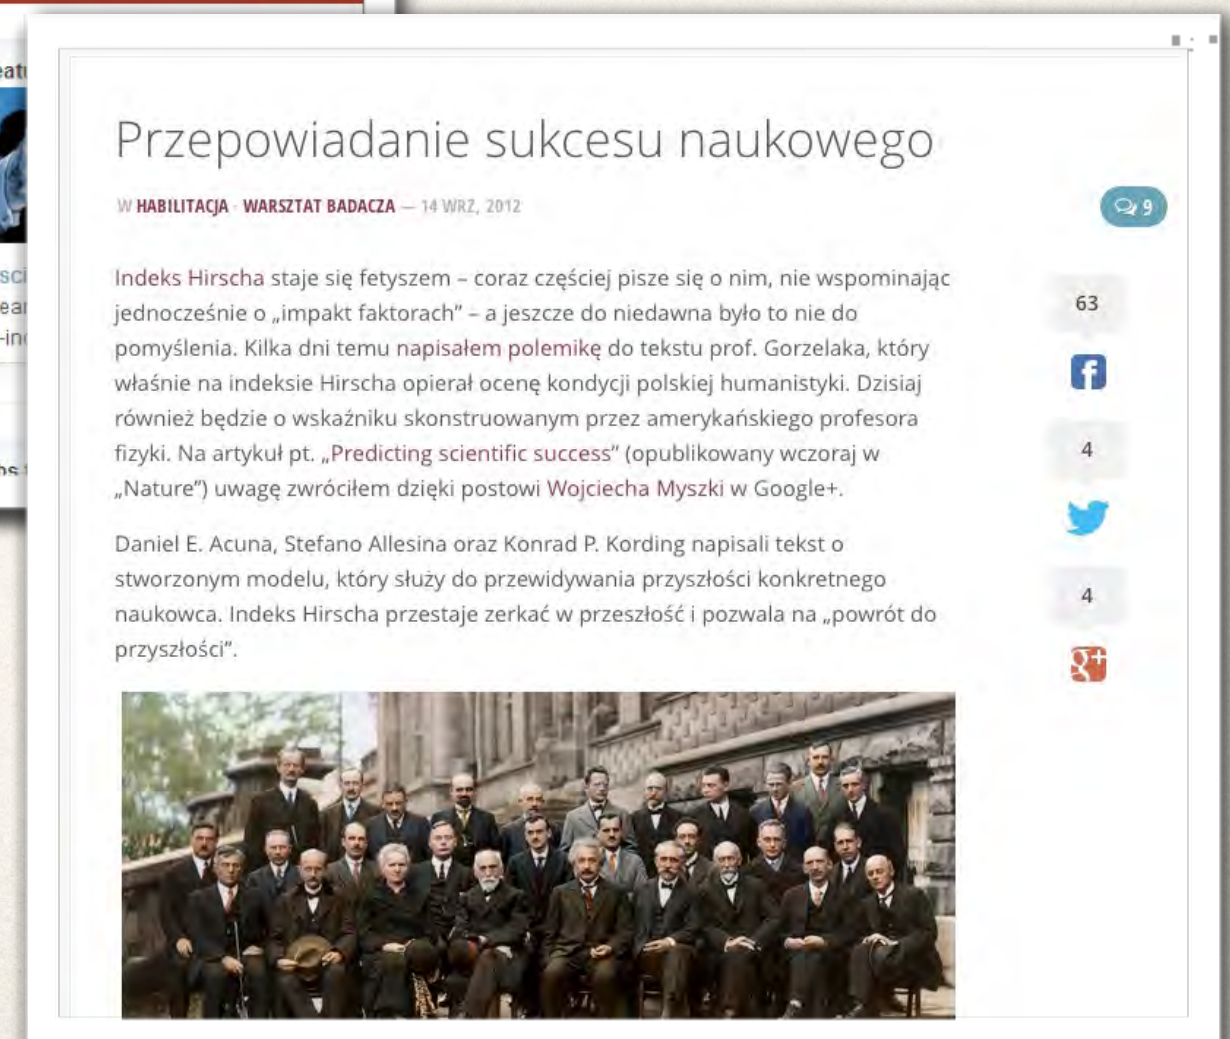 Przepowiadanie sukcesu naukowego
W HABILITACJA · WARSZTAT BADACZA — 14 WRZ, 2012
9
Indeks Hirscha staje się fetyszem – coraz częściej pisze się o nim, nie wspominając
jednocześnie o „impakt faktorach” – a jeszcze do niedawna było to nie do
pomyślenia. Kilka dni temu napisałem polemikę do tekstu prof. Gorzelaka, który
właśnie na indeksie Hirscha opierał ocenę kondycji polskiej humanistyki. Dzisiaj
również będzie o wskaźniku skonstruowanym przez amerykańskiego profesora
fizyki. Na artykuł pt. „Predicting scientific success” (opublikowany wczoraj w
„Nature”) uwagę zwróciłem dzięki postowi Wojciecha Myszki w Google+.
63
4
4
g+
Daniel E. Acuna, Stefano Allesina oraz Konrad P. Kording napisali tekst o
stworzonym modelu, który służy do przewidywania przyszłości konkretnego
naukowca. Indeks Hirscha przestaje zerkać w przeszłość i pozwala na „powrót do
przyszłości”.